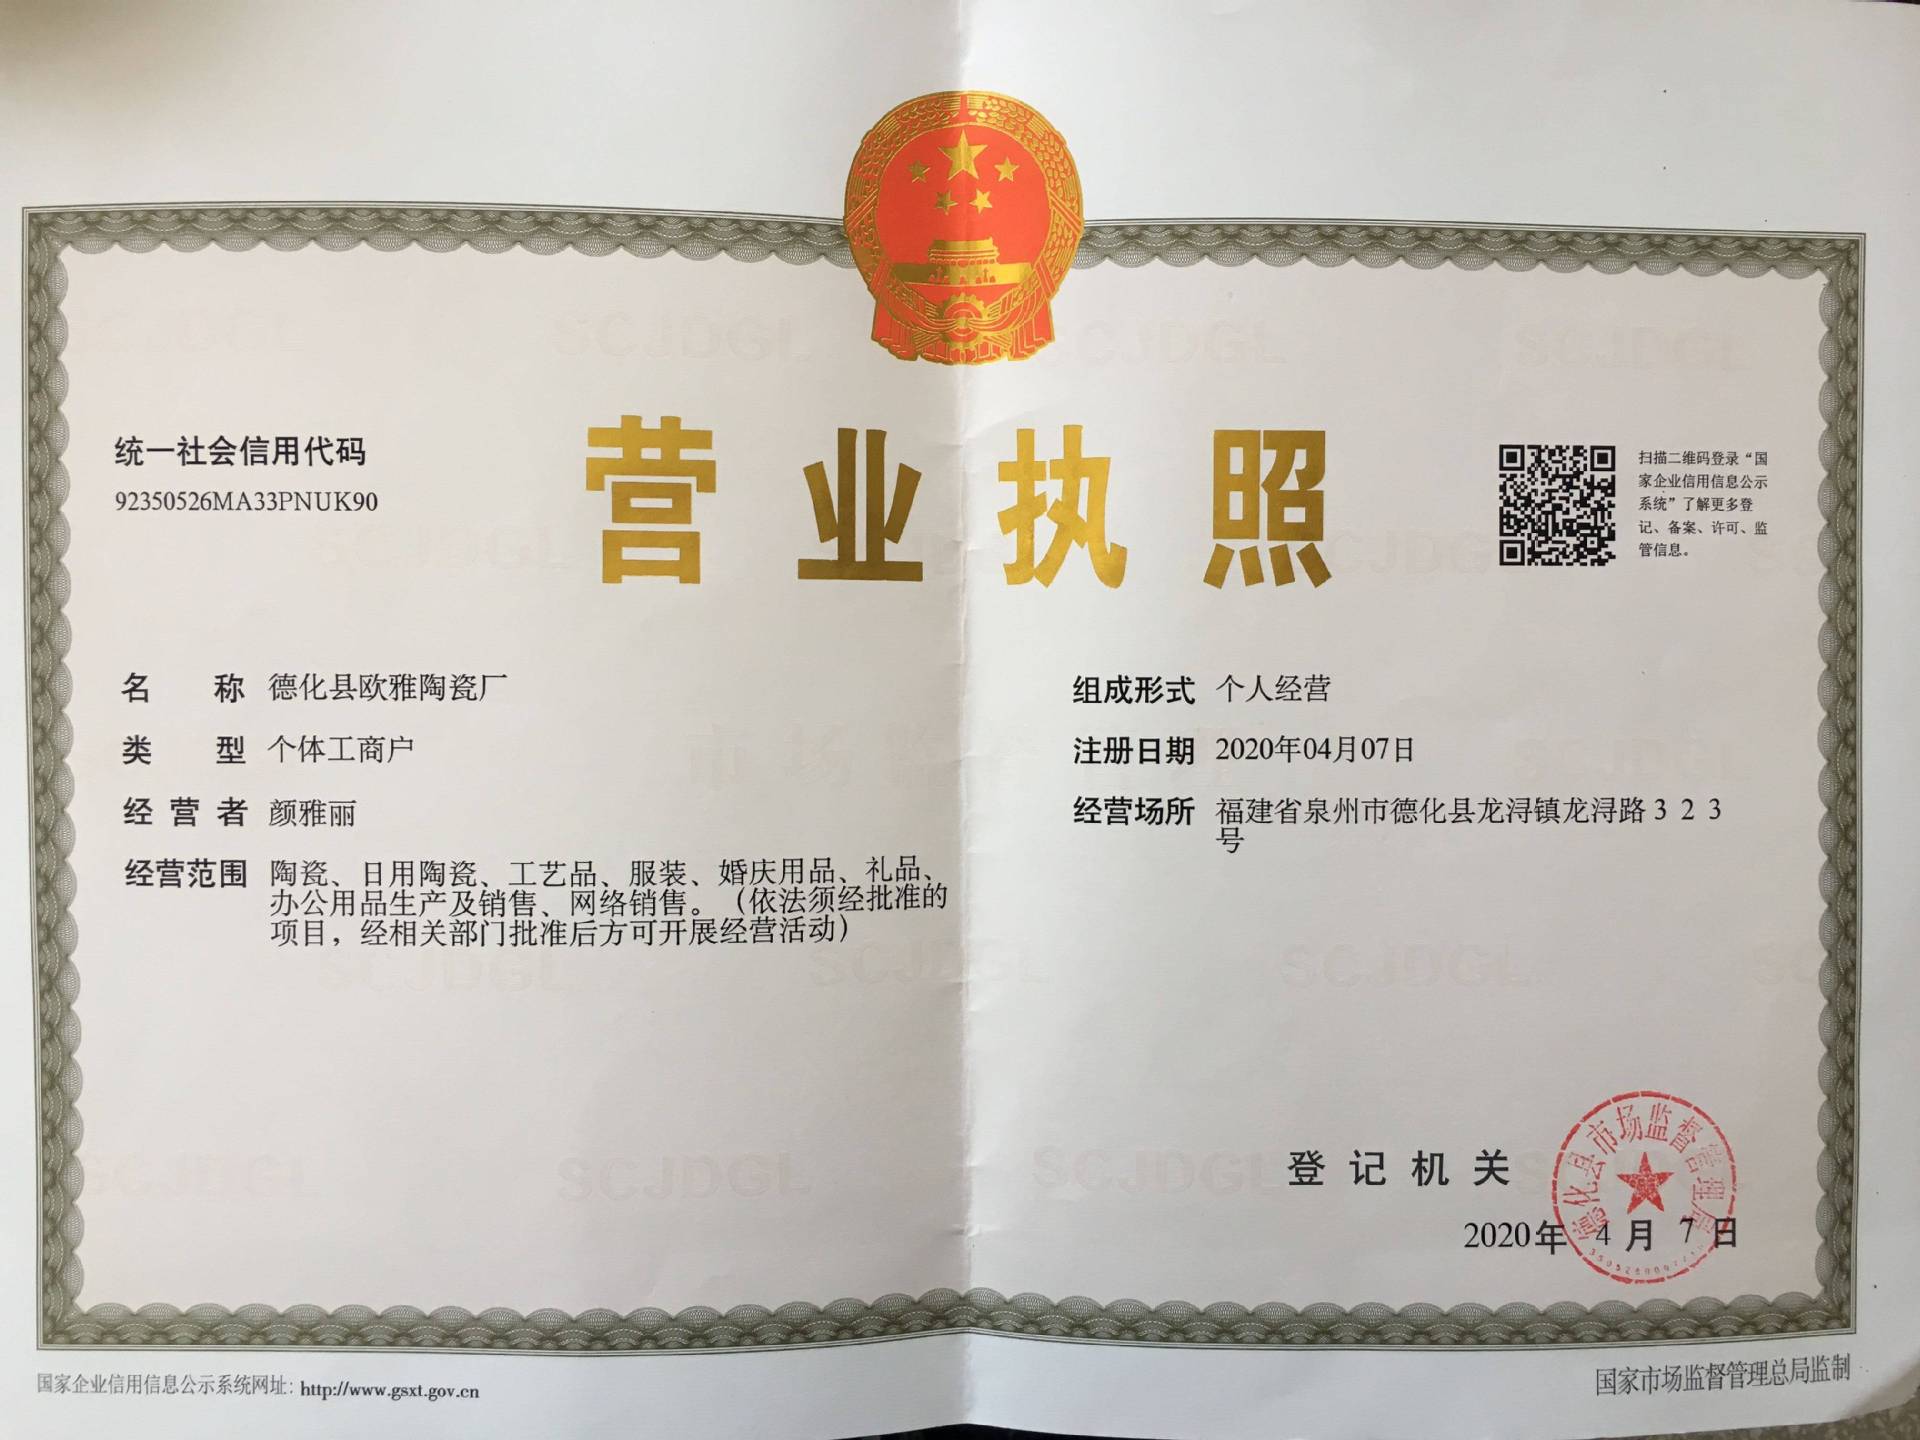 营业执照
统一社会信用代码
92350526MA33PNUK90
扫描二维码登录“国
家企业信用信息公示
系统”了解更多登
记、备案、许可、监
管信息。
名称 德化县欧雅陶瓷厂
类型 个体工商户
经营者 颜雅丽
经营范围 陶瓷、日用陶瓷、工艺品、服装、婚庆用品、礼品、
办公用品生产及销售、网络销售。（依法须经批准的
项目，经相关部门批准后方可开展经营活动）
组成形式 个人经营
注册日期 2020年04月07日
经营场所 福建省泉州市德化县龙浔镇龙浔路３２３
号
登记机关
德化县市场监督管理局
2020年 4 月 7 日
国家企业信用信息公示系统网址：http://www.gsxt.gov.cn
国家市场监督管理总局监制